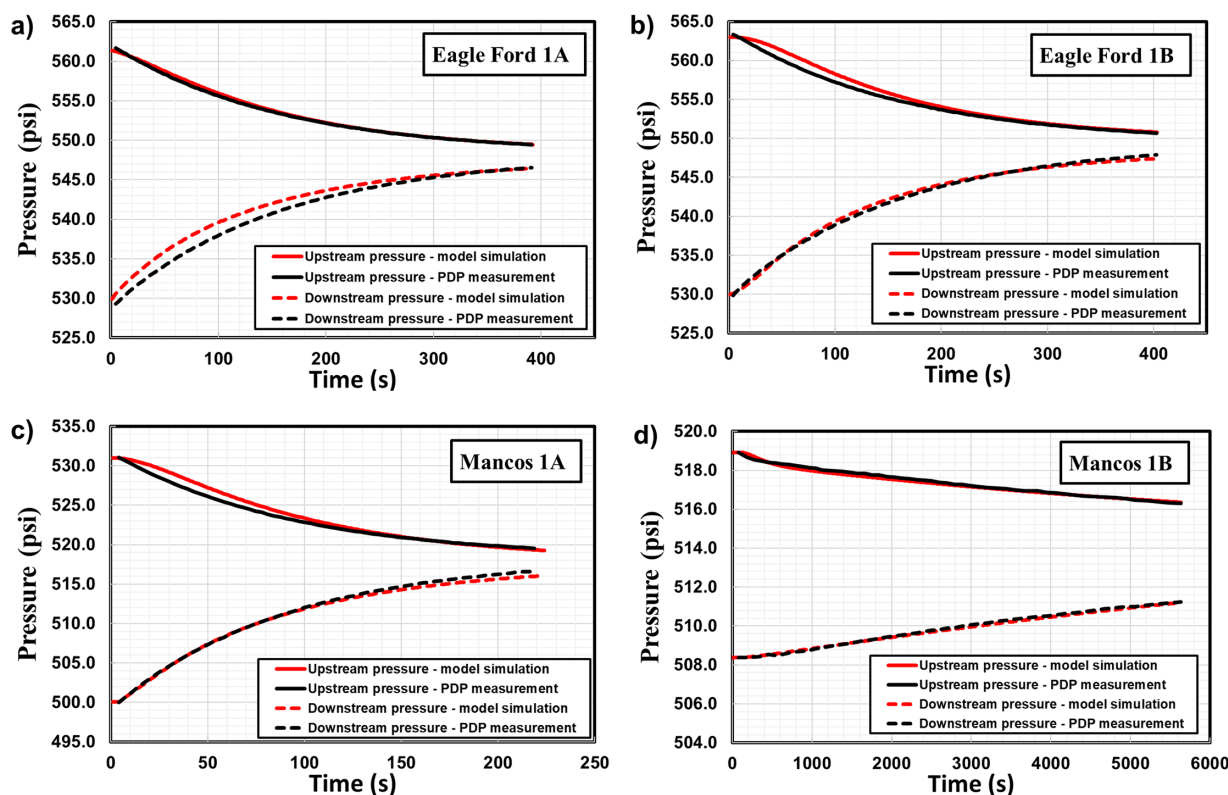 a)
Eagle Ford 1A
Pressure (psi)
565.0
560.0
555.0
550.0
545.0
540.0
535.0
530.0
525.0
Upstream pressure - model simulation
Upstream pressure - PDP measurement
Downstream pressure - model simulation
Downstream pressure - PDP measurement
0 100 200 300 400
Time (s)
b)
Eagle Ford 1B
Pressure (psi)
565.0
560.0
555.0
550.0
545.0
540.0
535.0
530.0
525.0
Upstream pressure - model simulation
Upstream pressure - PDP measurement
Downstream pressure - model simulation
Downstream pressure - PDP measurement
0 100 200 300 400
Time (s)
c)
Mancos 1A
Pressure (psi)
535.0
530.0
525.0
520.0
515.0
510.0
505.0
500.0
495.0
Upstream pressure - model simulation
Upstream pressure - PDP measurement
Downstream pressure - model simulation
Downstream pressure - PDP measurement
0 50 100 150 200 250
Time (s)
d)
Mancos 1B
Pressure (psi)
520.0
518.0
516.0
514.0
512.0
510.0
508.0
506.0
504.0
Upstream pressure - model simulation
Upstream pressure - PDP measurement
Downstream pressure - model simulation
Downstream pressure - PDP measurement
0 1000 2000 3000 4000 5000 6000
Time (s)